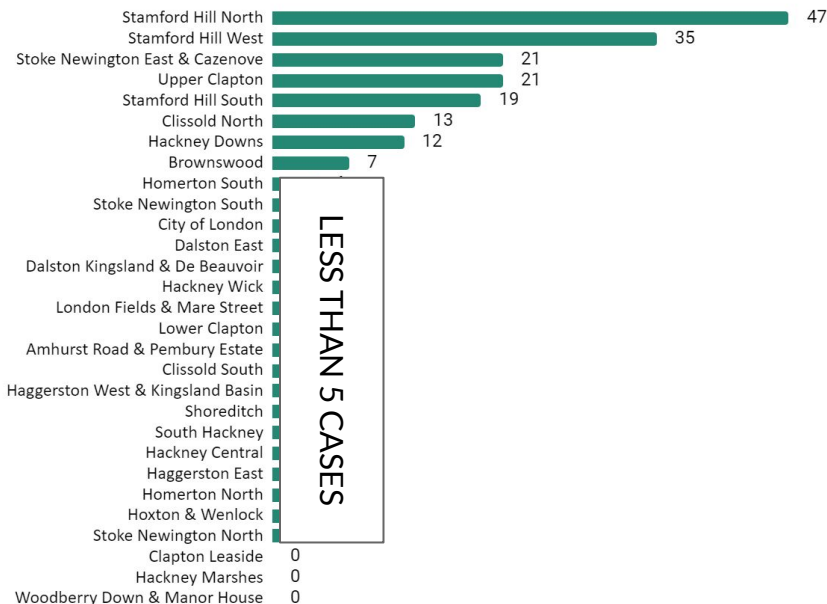 Stamford Hill North 47
Stamford Hill West 35
Stoke Newington East & Cazenove 21
Upper Clapton 21
Stamford Hill South 19
Clissold North 13
Hackney Downs 12
Brownswood 7
Homerton South
Stoke Newington South
City of London
Dalston East
Dalston Kingsland & De Beauvoir
Hackney Wick
London Fields & Mare Street
Lower Clapton
Amhurst Road & Pembury Estate
Clissold South
Haggerston West & Kingsland Basin
Shoreditch
South Hackney
Hackney Central
Haggerston East
Homerton North
Hoxton & Wenlock
Stoke Newington North
LESS THAN 5 CASES
Clapton Leaside 0
Hackney Marshes 0
Woodberry Down & Manor House 0